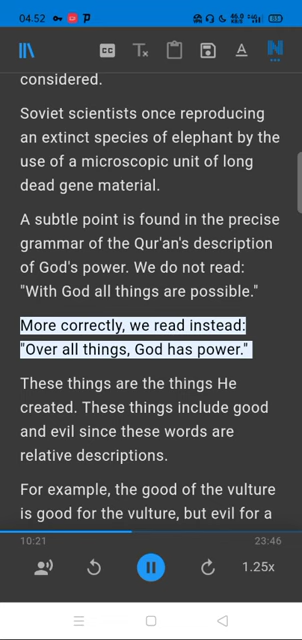 04.52
considered.
Soviet scientists once reproducing
an extinct species of elephant by the
use of a microscopic unit of long
dead gene material.
A subtle point is found in the precise
grammar of the Qur'an's description
of God's power. We do not read:
"With God all things are possible."
More correctly, we read instead:
"Over all things, God has power."
These things are the things He
created. These things include good
and evil since these words are
relative descriptions.
For example, the good of the vulture
is good for the vulture, but evil for a
10:21
23:46
1.25x